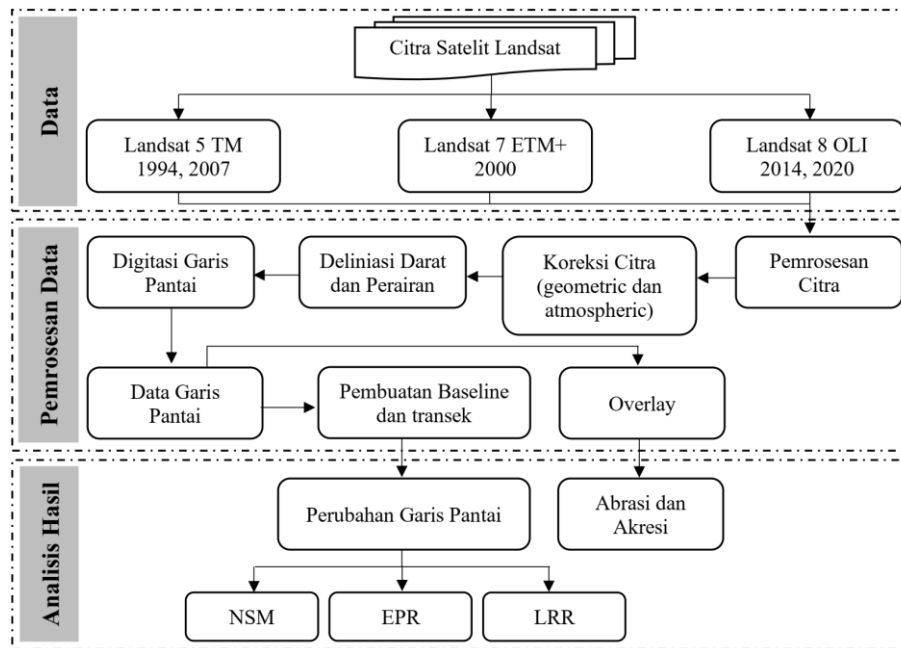 Data
Citra Satelit Landsat
Landsat 5 TM
1994, 2007
Landsat 7 ETM+
2000
Landsat 8 OLI
2014, 2020
Pemrosesan Data
Digitasi Garis
Pantai
Deliniasi Darat
dan Perairan
Koreksi Citra
(geometric dan
atmospheric)
Pemrosesan
Citra
Data Garis
Pantai
Pembuatan Baseline
dan transek
Overlay
Analisis Hasil
Perubahan Garis Pantai
Abrasi dan
Akresi
NSM
EPR
LRR